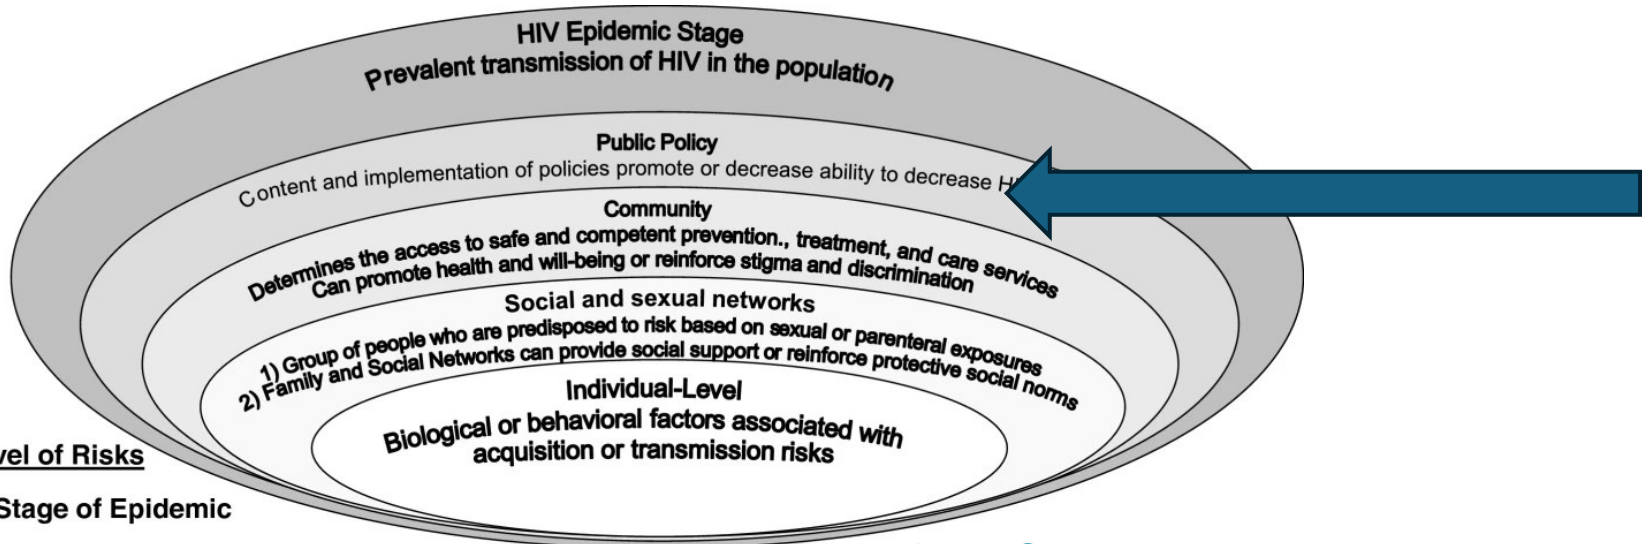 HIV Epidemic Stage
Prevalent transmission of HIV in the population
Public Policy
Content and implementation of policies promote or decrease ability to decrease
Community
Determines the access to safe and competent prevention., treatment, and care services
Can promote health and will-being or reinforce stigma and discrimination
Social and sexual networks
1) Group of people who are predisposed to risk based on sexual or parenteral exposures
2) Family and Social Networks can provide social support or reinforce protective social norms
Individual-Level
Biological or behavioral factors associated with
acquisition or transmission risks
vel of Risks
Stage of Epidemic